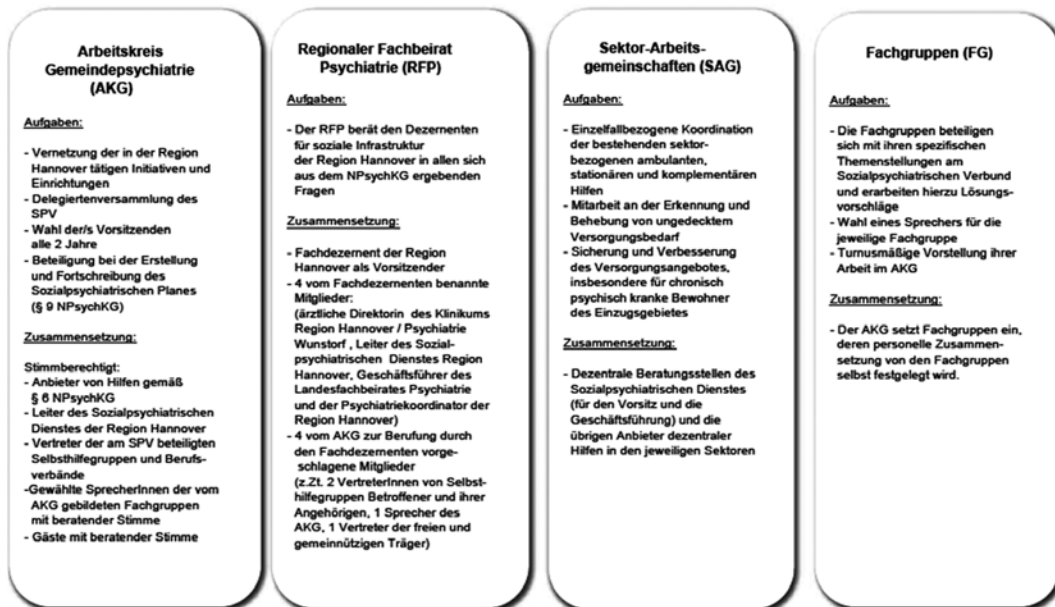 Arbeitskreis
Gemeindepsychiatrie
(AKG)
Aufgaben:
- Vernetzung der in der Region
Hannover tätigen Initiativen und
Einrichtungen
- Delegiertenversammlung des
SPV
- Wahl der/s Vorsitzenden
alle 2 Jahre
- Beteiligung bei der Erstellung
und Fortschreibung des
Sozialpsychiatrischen Planes
(§ 9 NPsychKG)
Zusammensetzung:
Stimmberechtigt:
- Anbieter von Hilfen gemäß
§ 6 NPsychKG
- Leiter des Sozialpsychiatrischen
Dienstes der Region Hannover
- Vertreter der am SPV beteiligten
Selbsthilfegruppen und Berufs-
verbände
-Gewählte SprecherInnen der vom
AKG gebildeten Fachgruppen
mit beratender Stimme
- Gäste mit beratender Stimme
Regionaler Fachbeirat
Psychiatrie (RFP)
Aufgaben:
- Der RFP berät den Dezernenten
für soziale Infrastruktur
der Region Hannover in allen sich
aus dem NPsychKG ergebenden
Fragen
Zusammensetzung:
- Fachdezernent der Region
Hannover als Vorsitzender
- 4 vom Fachdezernenten benannte
Mitglieder:
(ärztliche Direktorin des Klinikums
Region Hannover / Psychiatrie
Wunstorf , Leiter des Sozial-
psychiatrischen Dienstes Region
Hannover, Geschäftsführer des
Landesfachbeirates Psychiatrie
und der Psychiatriekoordinator der
Region Hannover)
- 4 vom AKG zur Berufung durch
den Fachdezernenten vorge-
schlagene Mitglieder
(z.Zt. 2 VertreterInnen von Selbst-
hilfegruppen Betroffener und ihrer
Angehörigen, 1 Sprecher des
AKG, 1 Vertreter der freien und
gemeinnützigen Träger)
Sektor-Arbeits-
gemeinschaften (SAG)
Aufgaben:
- Einzelfallbezogene Koordination
der bestehenden sektor-
bezogenen ambulanten,
stationären und komplementären
Hilfen
- Mitarbeit an der Erkennung und
Behebung von ungedecktem
Versorgungsbedarf
- Sicherung und Verbesserung
des Versorgungsangebotes,
insbesondere für chronisch
psychisch kranke Bewohner
des Einzugsgebietes
Zusammensetzung:
- Dezentrale Beratungsstellen des
Sozialpsychiatrischen Dienstes
(für den Vorsitz und die
Geschäftsführung) und die
übrigen Anbieter dezentraler
Hilfen in den jeweiligen Sektoren
Fachgruppen (FG)
Aufgaben:
- Die Fachgruppen beteiligen
sich mit ihren spezifischen
Themenstellungen am
Sozialpsychiatrischen Verbund
und erarbeiten hierzu Lösungs-
vorschläge
- Wahl eines Sprechers für die
jeweilige Fachgruppe
- Turnusmäßige Vorstellung ihrer
Arbeit im AKG
Zusammensetzung:
- Der AKG setzt Fachgruppen ein,
deren personelle Zusammen-
setzung von den Fachgruppen
selbst festgelegt wird.